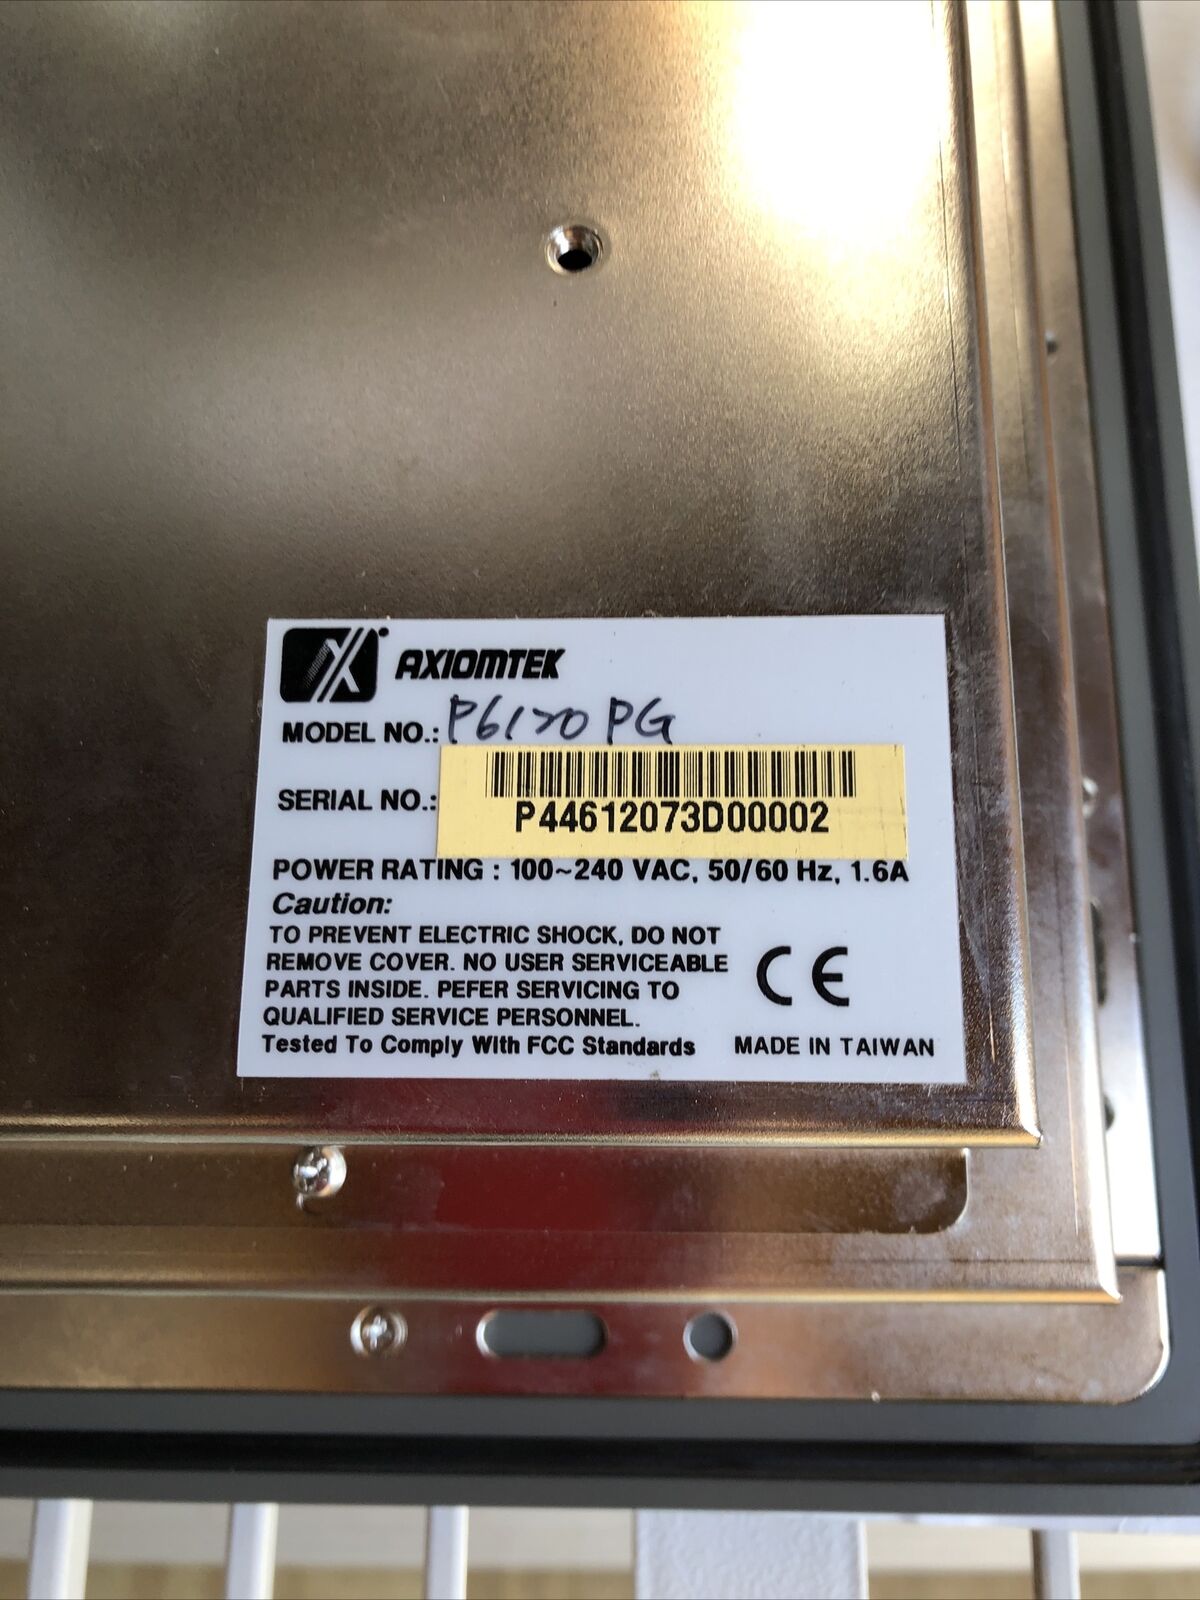 AXIOMTEK
MODEL NO.: P6120 PG
SERIAL NO.: P44612073D00002
POWER RATING : 100~240 VAC, 50/60 Hz, 1.6A
Caution:
TO PREVENT ELECTRIC SHOCK, DO NOT
REMOVE COVER. NO USER SERVICEABLE
PARTS INSIDE. PEFER SERVICING TO
QUALIFIED SERVICE PERSONNEL.
CE
Tested To Comply With FCC Standards MADE IN TAIWAN